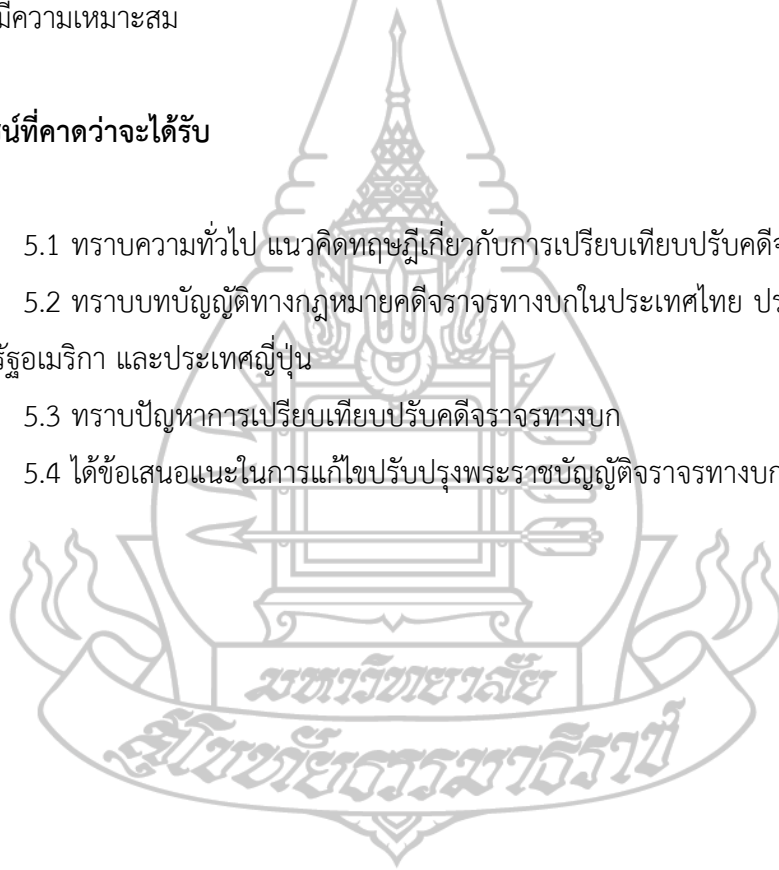 มีความเหมาะสม
น์ที่คาดว่าจะได้รับ
5.1 ทราบความทั่วไป แนวคิดทฤษฎีเกี่ยวกับการเปรียบเทียบปรับคดีจ
5.2 ทราบบทบัญญัติทางกฎหมายคดีจราจรทางบกในประเทศไทย ปร
รัฐอเมริกา และประเทศญี่ปุ่น
5.3 ทราบปัญหาการเปรียบเทียบปรับคดีจราจรทางบก
5.4 ได้ข้อเสนอแนะในการแก้ไขปรับปรุงพระราชบัญญัติจราจรทางบก
มหาวิทยาลัย
สุโขทัยธรรมาธิราช